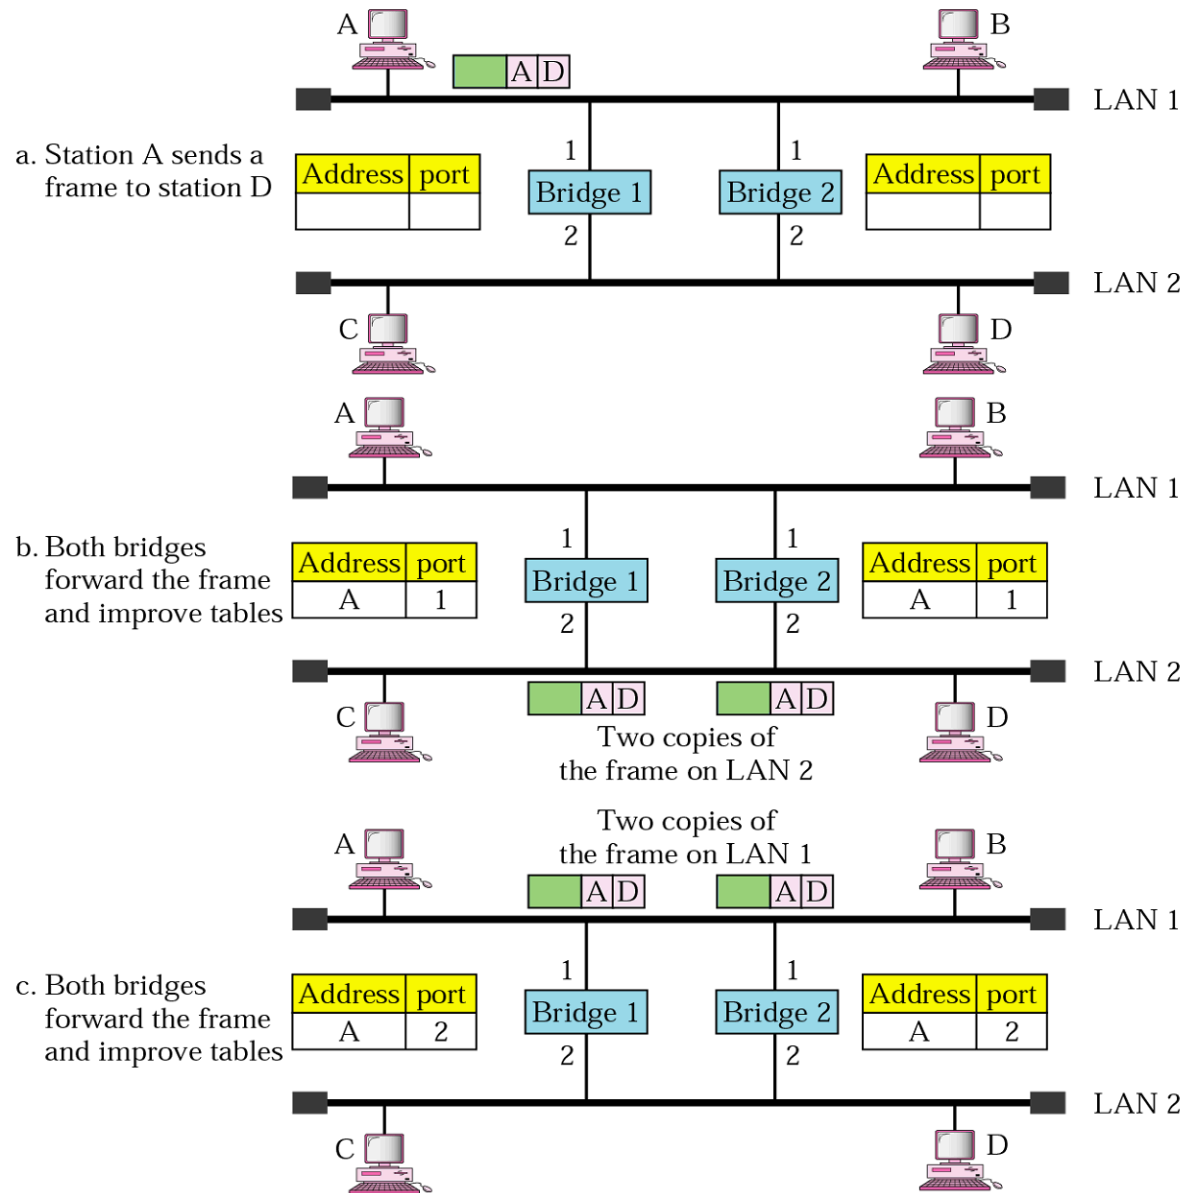 A
B
A D
LAN 1
a. Station A sends a
frame to station D
Address port
1
Bridge 1
2
1
Bridge 2
2
Address port
LAN 2
C
D
A
B
LAN 1
b. Both bridges
forward the frame
and improve tables
Address port
A 1
1
Bridge 1
2
1
Bridge 2
2
Address port
A 1
LAN 2
C
A D
A D
D
Two copies of
the frame on LAN 2
Two copies of
the frame on LAN 1
A
A D
A D
B
LAN 1
c. Both bridges
forward the frame
and improve tables
Address port
A 2
1
Bridge 1
2
1
Bridge 2
2
Address port
A 2
LAN 2
C
D